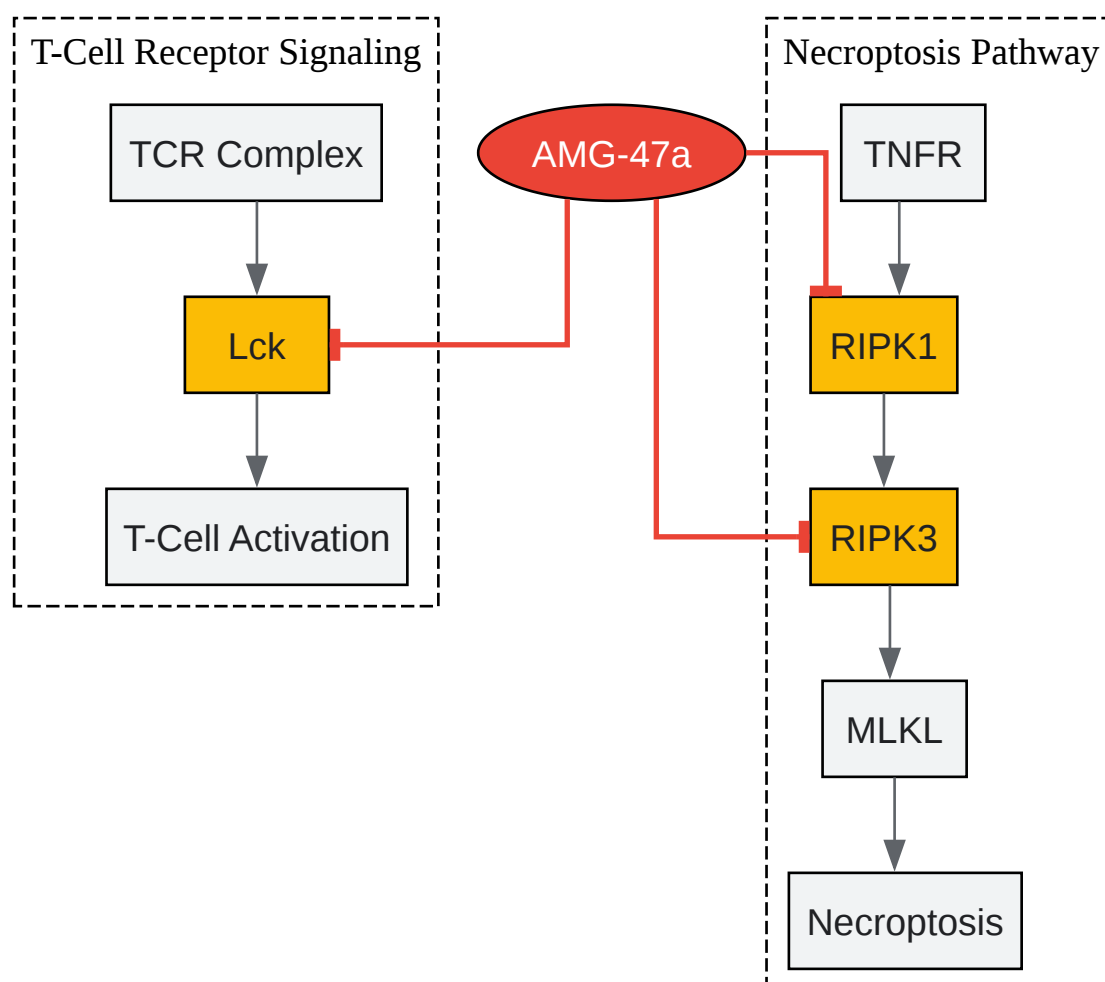 T-Cell Receptor Signaling
TCR Complex
Lck
T-Cell Activation
AMG-47a
Necroptosis Pathway
TNFR
RIPK1
RIPK3
MLKL
Necroptosis